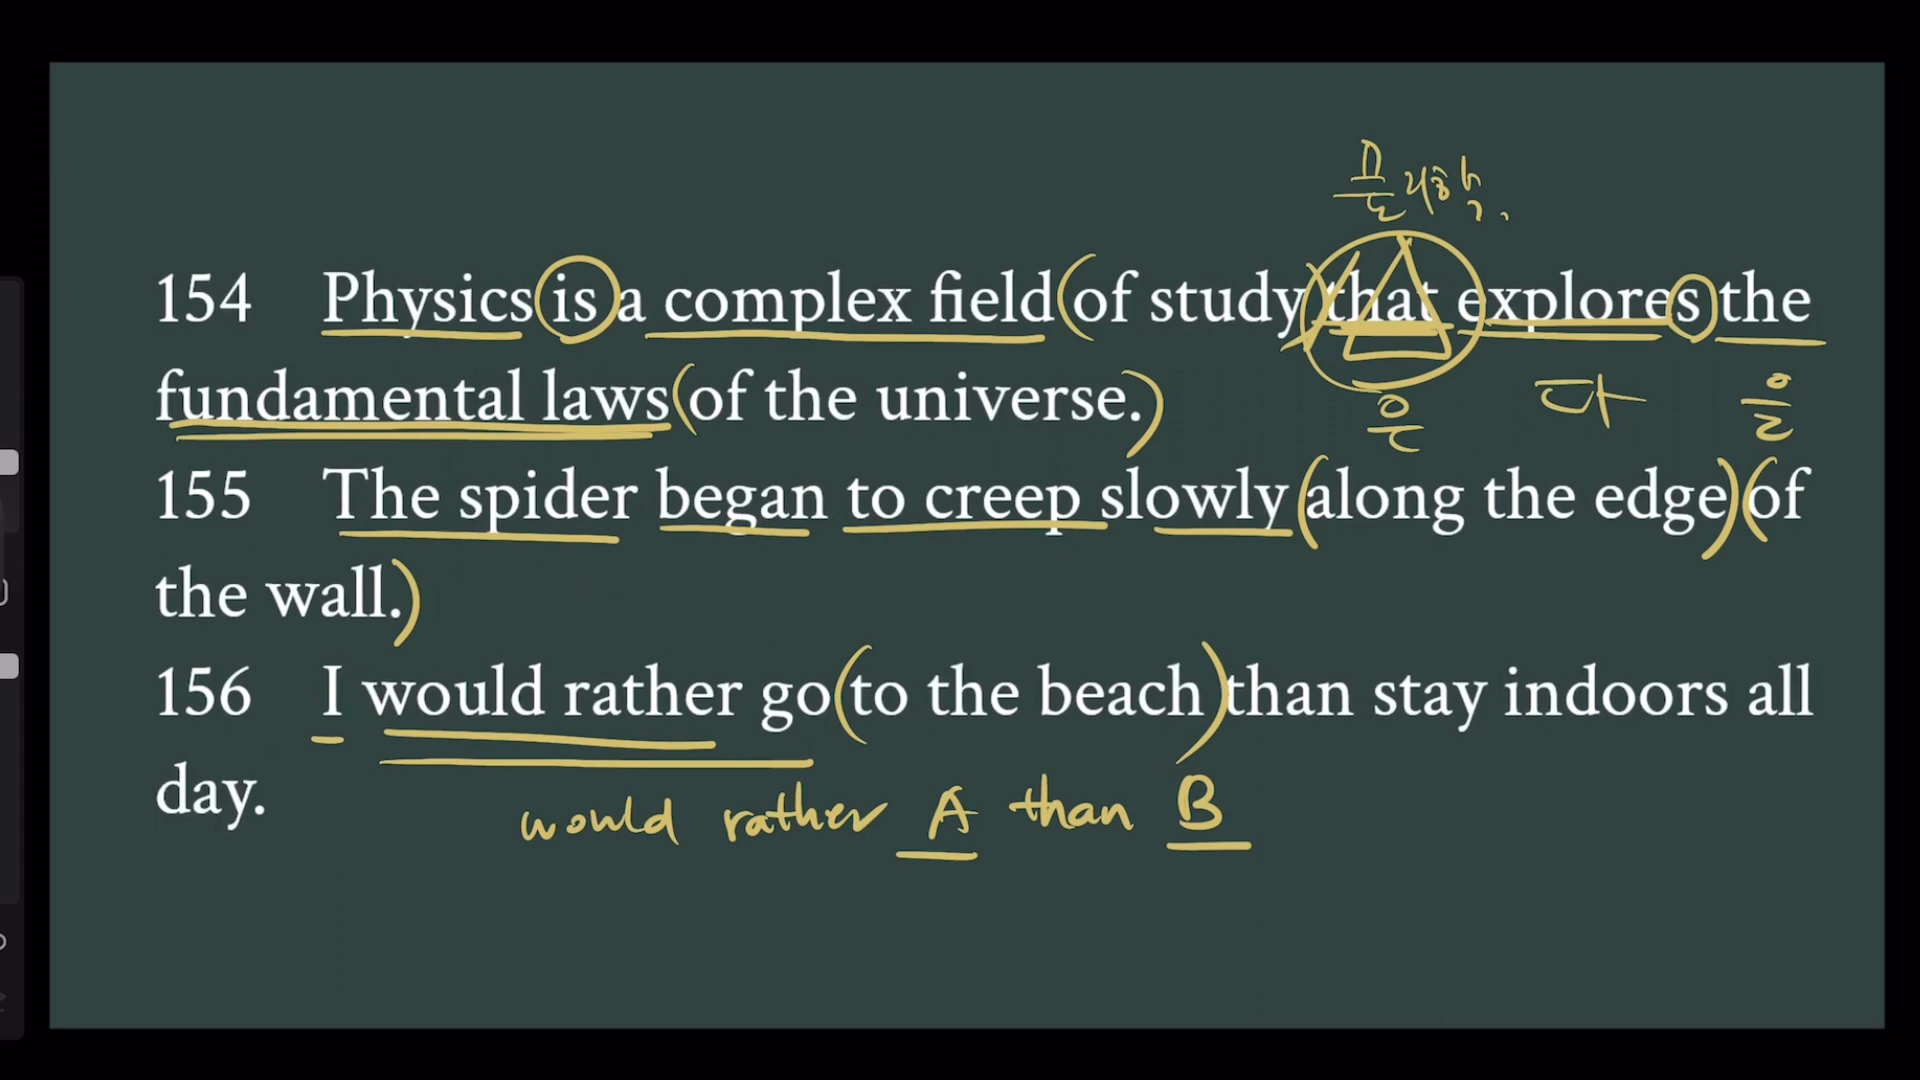 154 Physics is a complex field of study that explores the
fundamental laws of the universe.
은
다
을
155 The spider began to creep slowly along the edge of
the wall.
156 I would rather go to the beach than stay indoors all
day.
would rather A than B